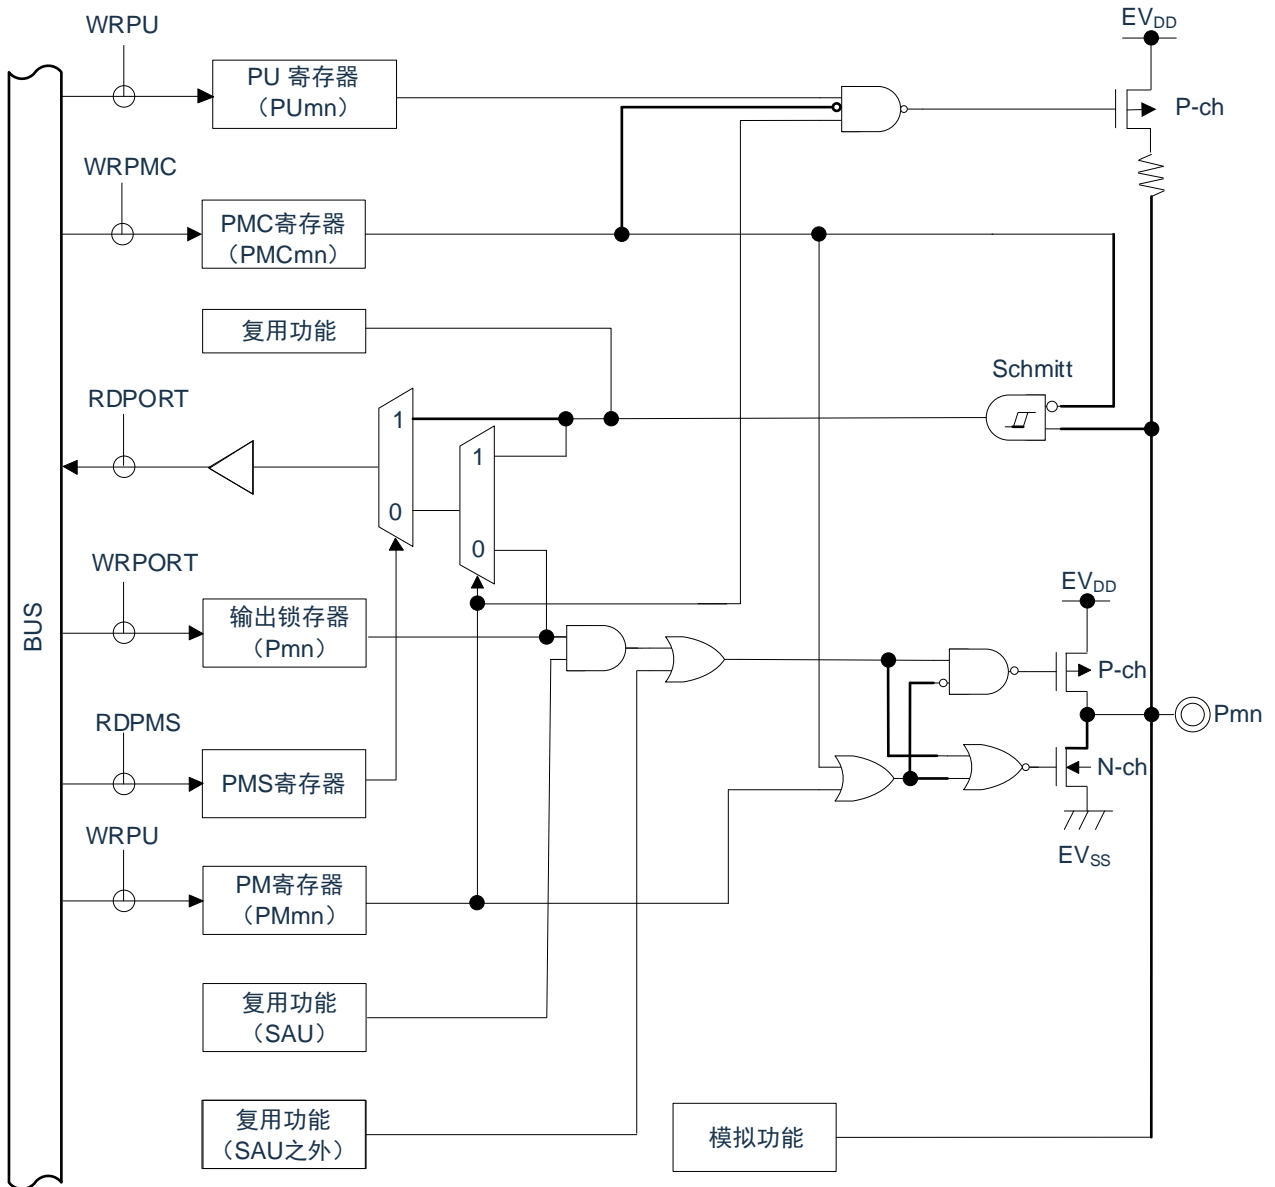 WRPU
EVDD
PU 寄存器
（PUmn）
P-ch
WRPMC
PMC寄存器
（PMCmn）
复用功能
Schmitt
RDPORT
1
1
0
0
WRPORT
EVDD
BUS
输出锁存器
（Pmn）
P-ch
RDPMS
Pmn
PMS寄存器
N-ch
WRPU
EVSS
PM寄存器
（PMmn）
复用功能
（SAU）
复用功能
（SAU之外）
模拟功能